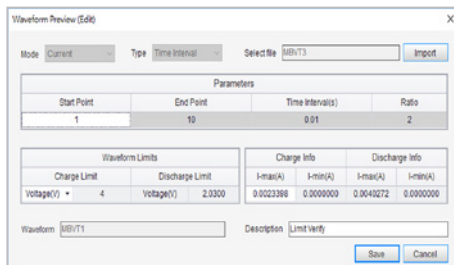 Waveform Preview (Edit) X
Mode Current Type Time Interval Select file MBVT3 Import
Parameters
Start Point End Point Time Interval(s) Ratio
1 10 0.01 2
Waveform Limits Charge Info Discharge Info
Charge Limit Discharge Limit I-max(A) I-min(A) I-max(A) I-min(A)
Voltage(V) 4 Voltage(V) 2.0300 0.0023398 0.0000000 0.0040272 0.0000000
Waveform MBVT1 Description Limit Verify
Save Cancel